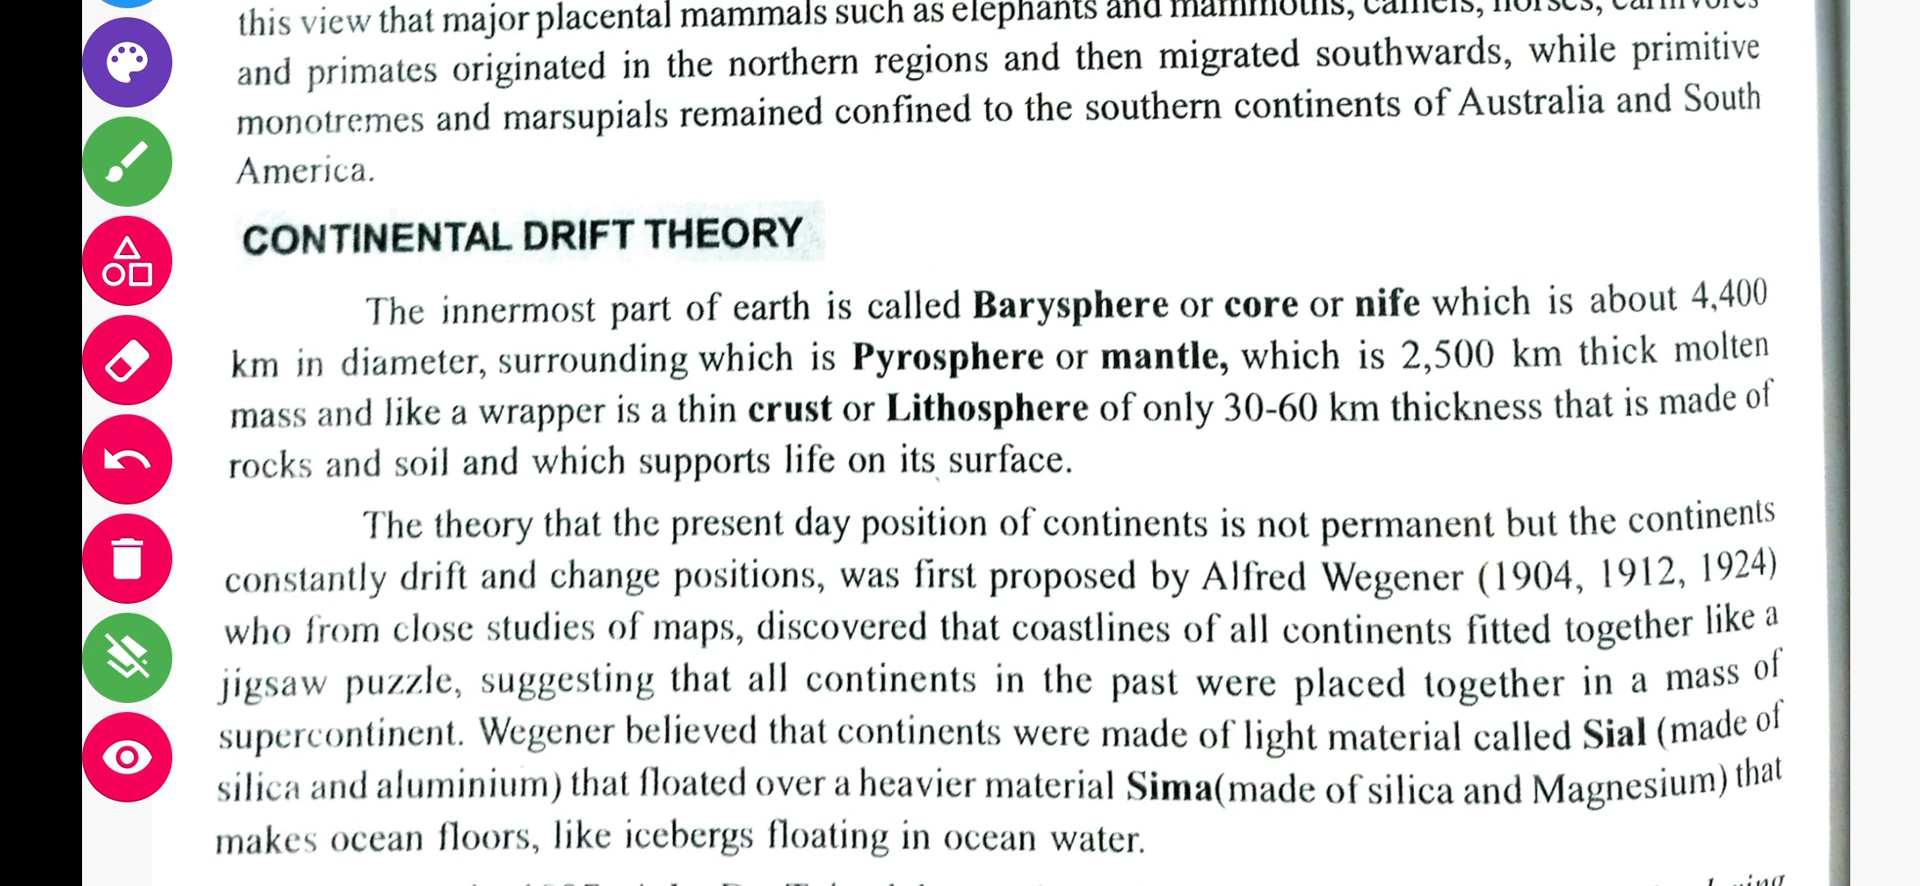 this view that major placental mammals such as elephants and mammoths, camels, horses, carnivores
and primates originated in the northern regions and then migrated southwards, while primitive
monotremes and marsupials remained confined to the southern continents of Australia and South
America.
CONTINENTAL DRIFT THEORY
The innermost part of earth is called Barysphere or core or nife which is about 4,400
km in diameter, surrounding which is Pyrosphere or mantle, which is 2,500 km thick molten
mass and like a wrapper is a thin crust or Lithosphere of only 30-60 km thickness that is made of
rocks and soil and which supports life on its surface.
The theory that the present day position of continents is not permanent but the continents
constantly drift and change positions, was first proposed by Alfred Wegener (1904, 1912, 1924)
who from close studies of maps, discovered that coastlines of all continents fitted together like a
jigsaw puzzle, suggesting that all continents in the past were placed together in a mass of
supercontinent. Wegener believed that continents were made of light material called Sial (made of
silica and aluminium) that floated over a heavier material Sima(made of silica and Magnesium) that
makes ocean floors, like icebergs floating in ocean water.